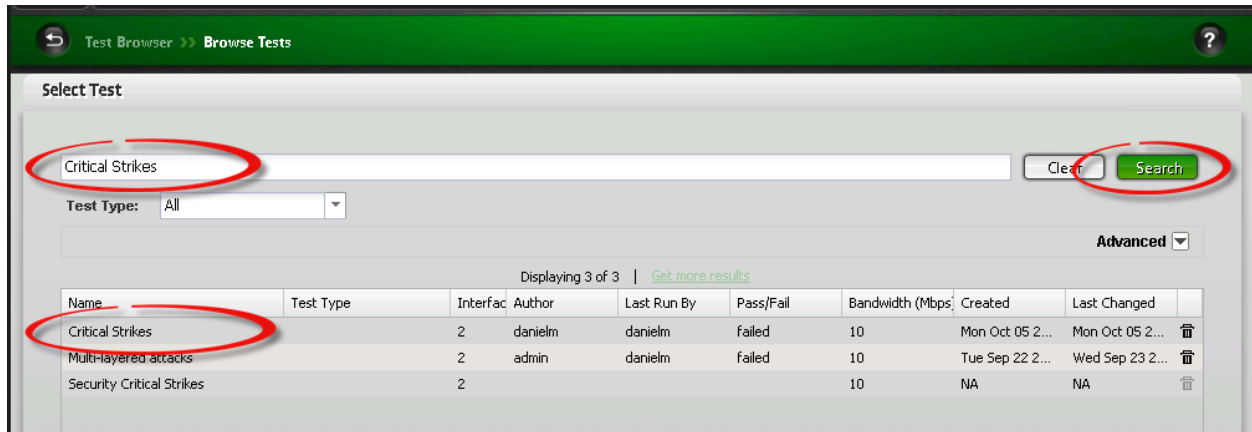 Test Browser >> Browse Tests ?
Select Test
Critical Strikes Clear Search
Test Type: All
Advanced
Displaying 3 of 3 | Get more results
Name Test Type Interfac Author Last Run By Pass/Fail Bandwidth (Mbps) Created Last Changed
Critical Strikes 2 danielm danielm failed 10 Mon Oct 05 2... Mon Oct 05 2...
Multi-layered attacks 2 admin danielm failed 10 Tue Sep 22 2... Wed Sep 23 2...
Security Critical Strikes 2 10 NA NA